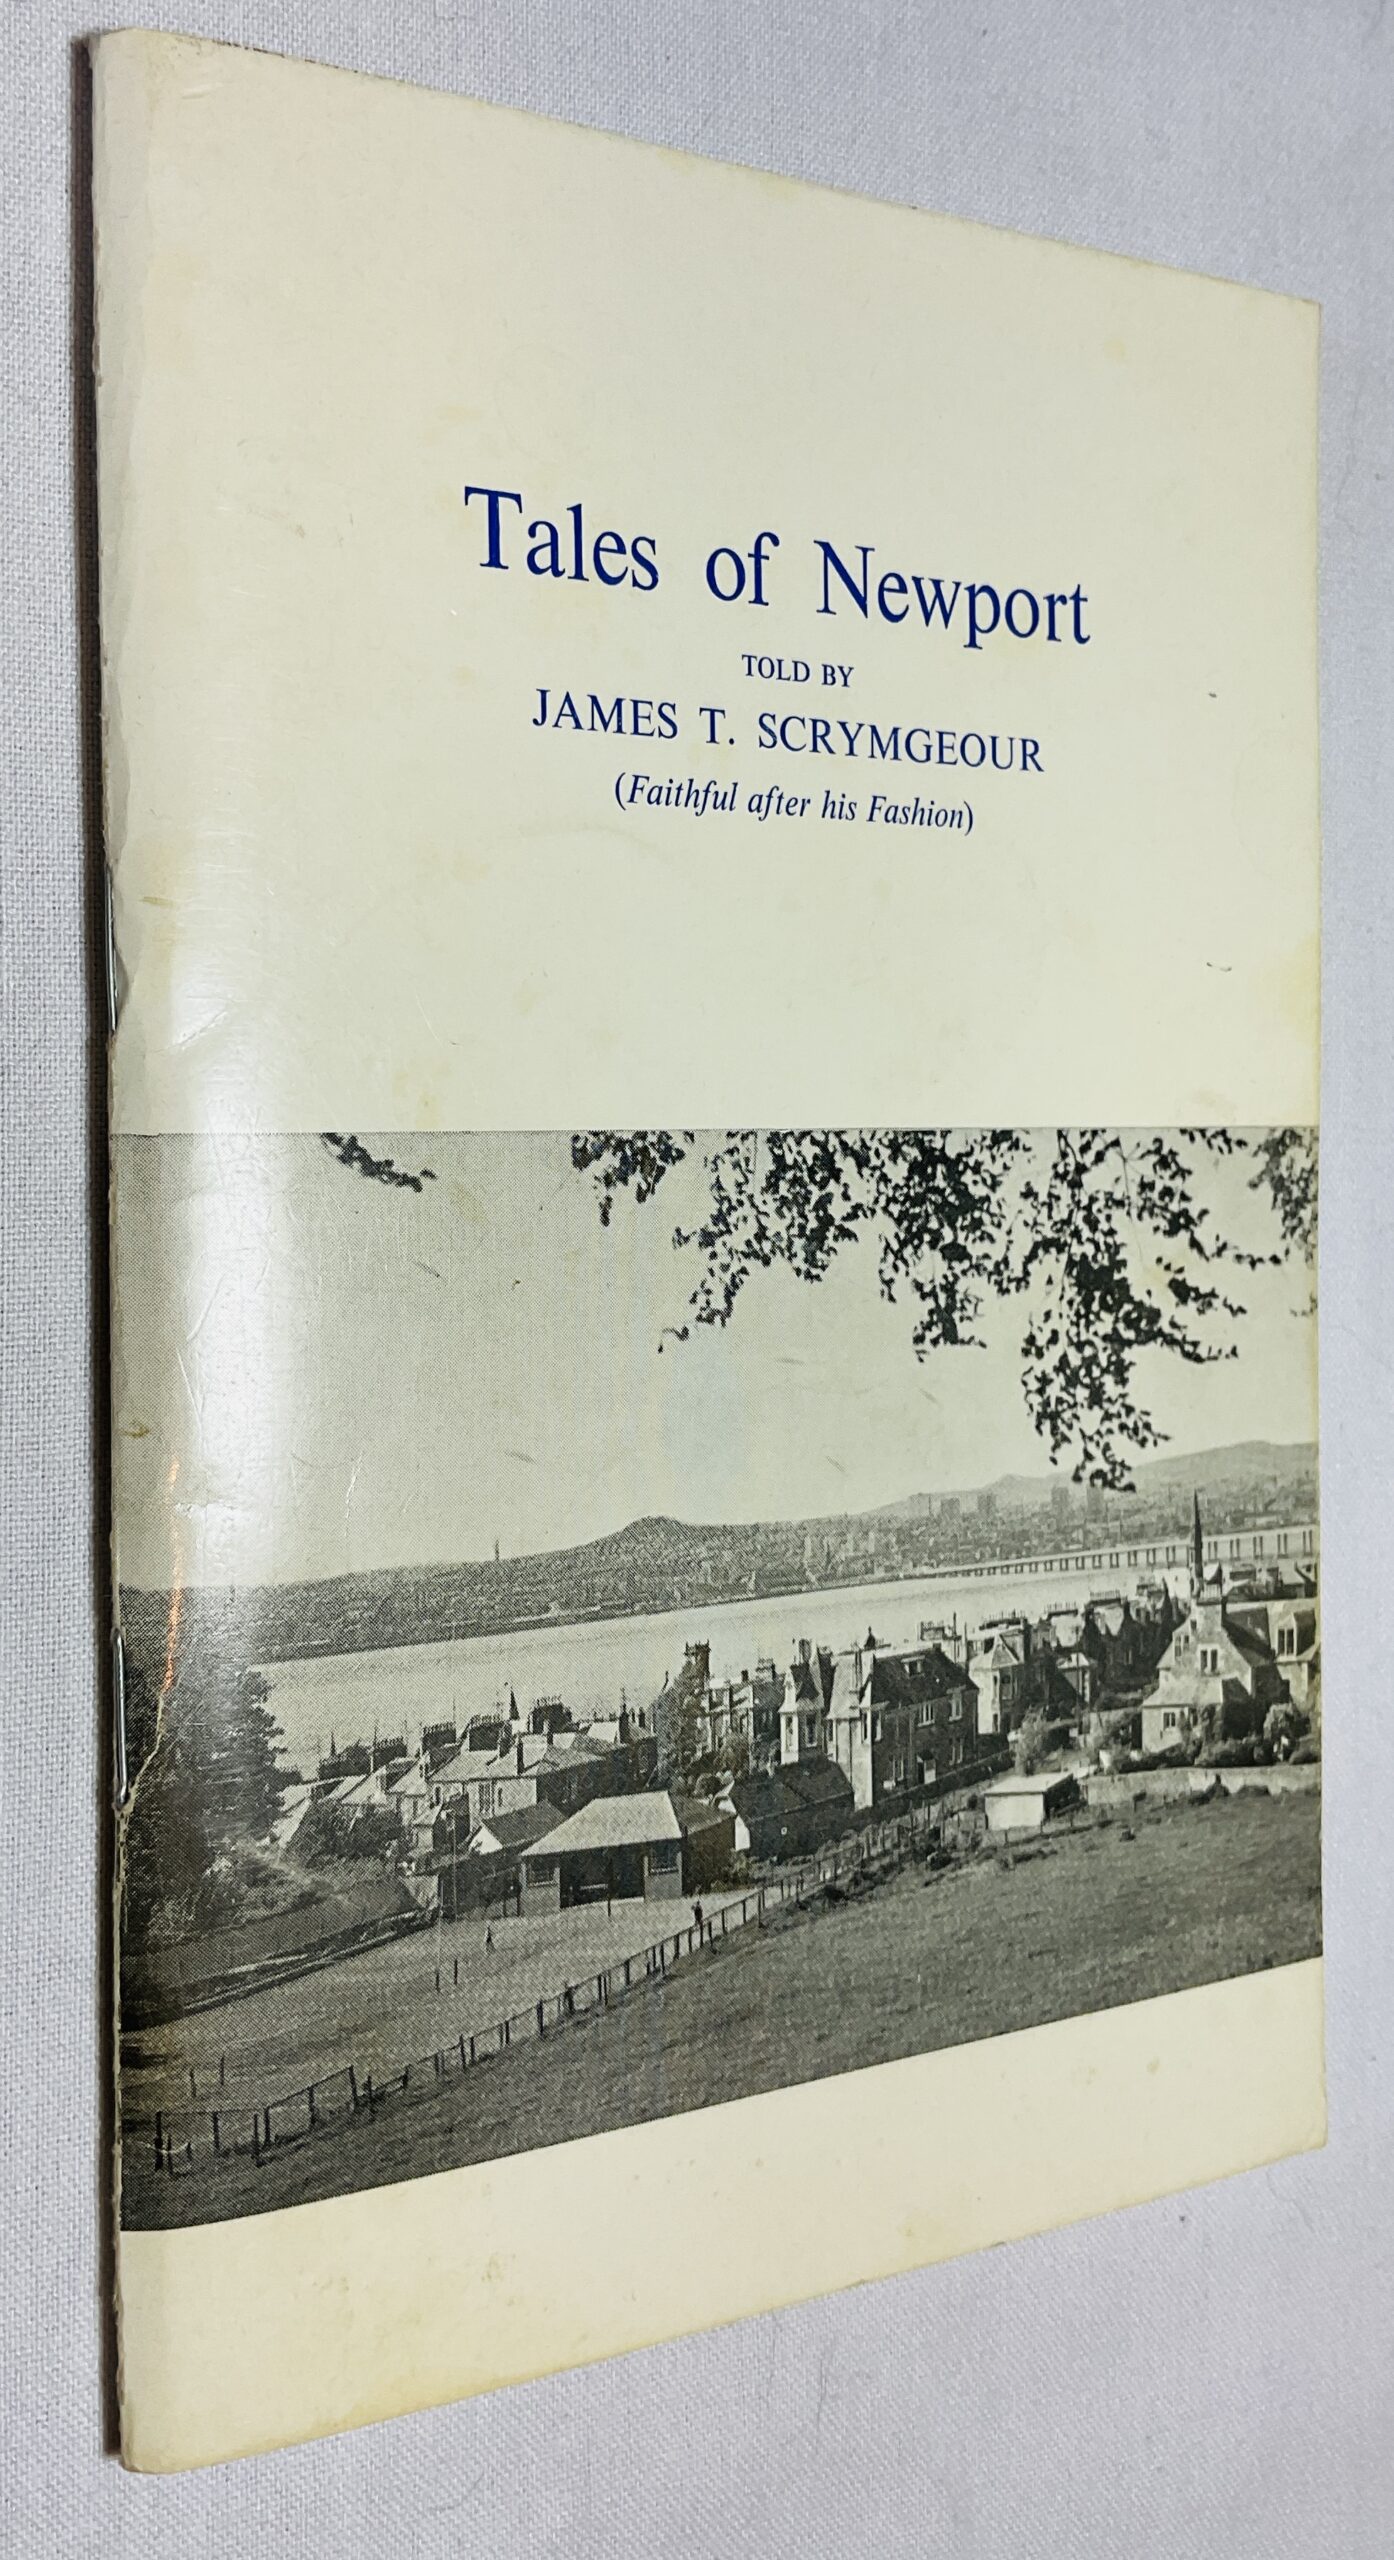 Tales of Newport
TOLD BY
JAMES T. SCRYMGEOUR
(Faithful after his Fashion)